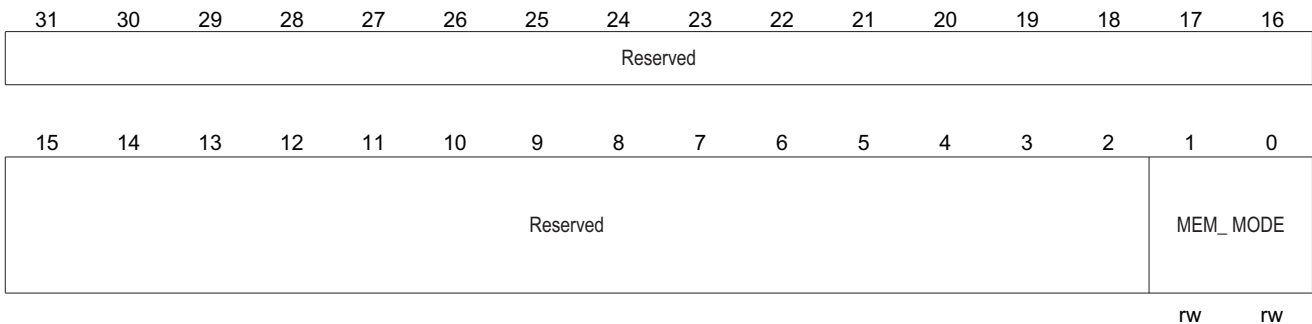 31 30 29 28 27 26 25 24 23 22 21 20 19 18 17 16
Reserved
15 14 13 12 11 10 9 8 7 6 5 4 3 2 1 0
Reserved MEM_ MODE
rw rw